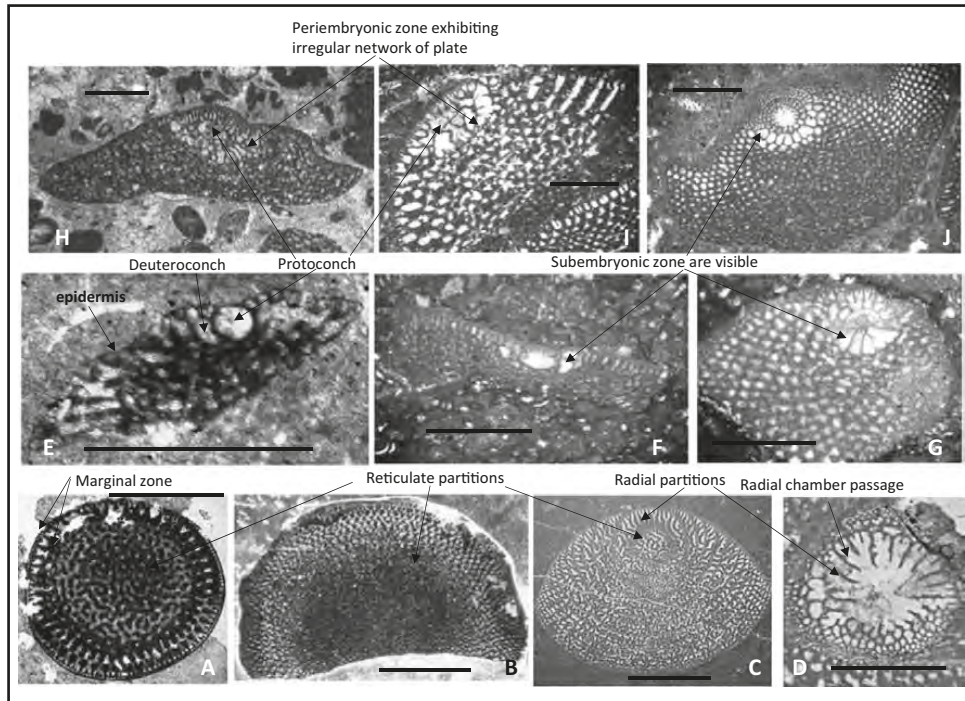 Periembryonic zone exhibiting
irregular network of plate
H
I
J
Deuteroconch
Protoconch
Subembryonic zone are visible
epidermis
E
F
G
Marginal zone
Reticulate partitions
Radial partitions
Radial chamber passage
A
B
C
D